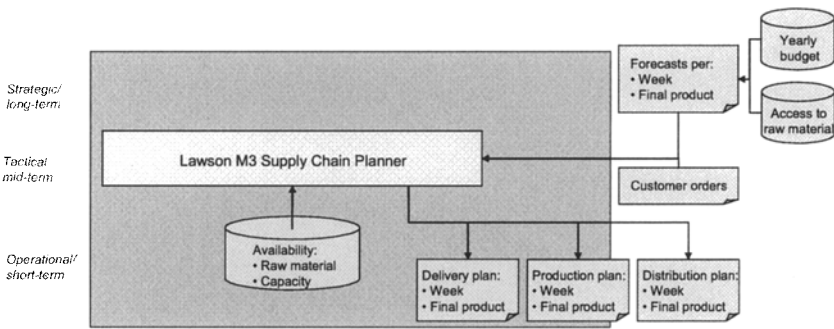 Yearly
budget
Forecasts per:
• Week
• Final product
Strategic/
long-term
Access to
raw material
Lawson M3 Supply Chain Planner
Tactical
mid-term
Customer orders
Availability:
• Raw material
• Capacity
Operational/
short-term
Delivery plan:
• Week
• Final product
Production plan:
• Week
• Final product
Distribution plan:
• Week
• Final product